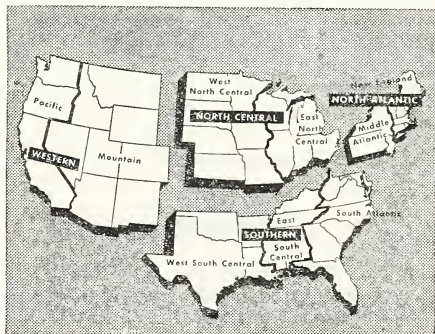 Pacific
WESTERN
Mountain
West
North Central
NORTH CENTRAL
East
North
Central
New England
NORTH ATLANTIC
Middle
Atlantic
East
South Atlantic
SOUTHERN
South
Central
West South Central